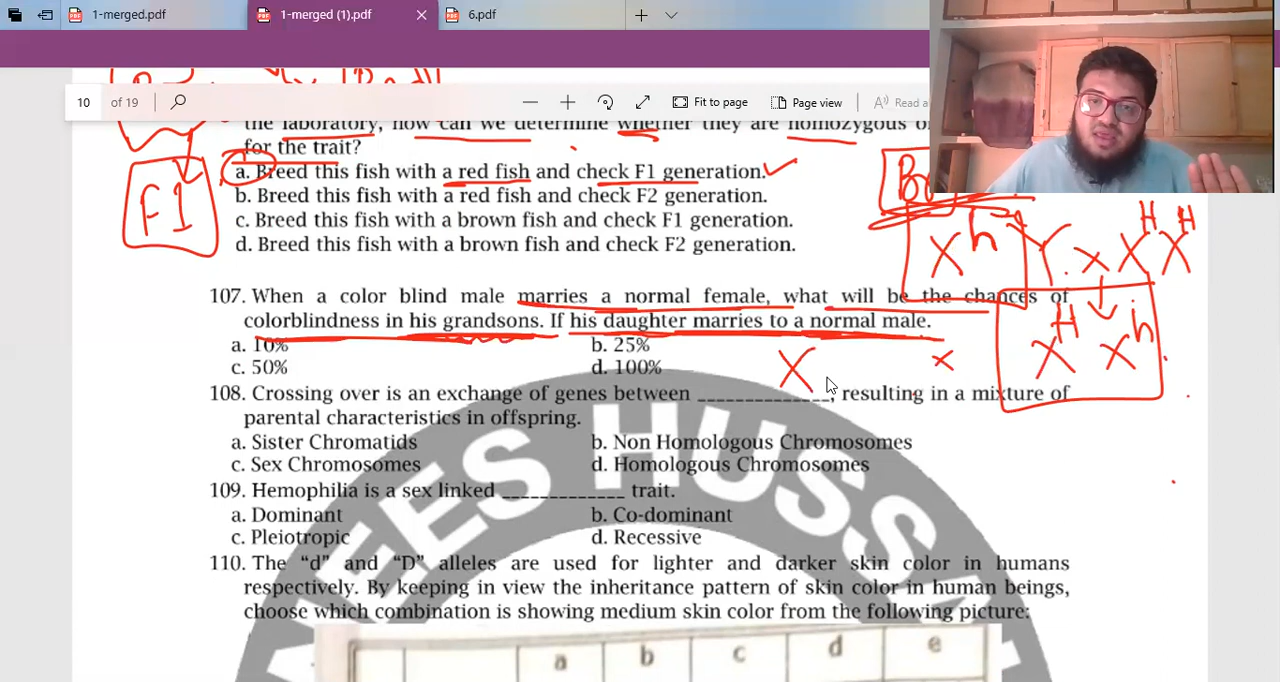 1-merged.pdf
1-merged (1).pdf
6.pdf
10 of 19
Fit to page
Page view
Read a
the laboratory, how can we determine whether they are homozygous o
for the trait?
a. Breed this fish with a red fish and check F1 generation.
b. Breed this fish with a red fish and check F2 generation.
c. Breed this fish with a brown fish and check F1 generation.
d. Breed this fish with a brown fish and check F2 generation.
F1
X^h Y x X^H X^H
X^H X^h
107. When a color blind male marries a normal female, what will be the chances of
colorblindness in his grandsons. If his daughter marries to a normal male.
a. 10%
b. 25%
c. 50%
d. 100%
X
x
108. Crossing over is an exchange of genes between ______________, resulting in a mixture of
parental characteristics in offspring.
a. Sister Chromatids
b. Non Homologous Chromosomes
c. Sex Chromosomes
d. Homologous Chromosomes
109. Hemophilia is a sex linked _____________ trait.
a. Dominant
b. Co-dominant
c. Pleiotropic
d. Recessive
110. The “d” and “D” alleles are used for lighter and darker skin color in humans
respectively. By keeping in view the inheritance pattern of skin color in human beings,
choose which combination is showing medium skin color from the following picture:
a b c d e
EES HUSSA